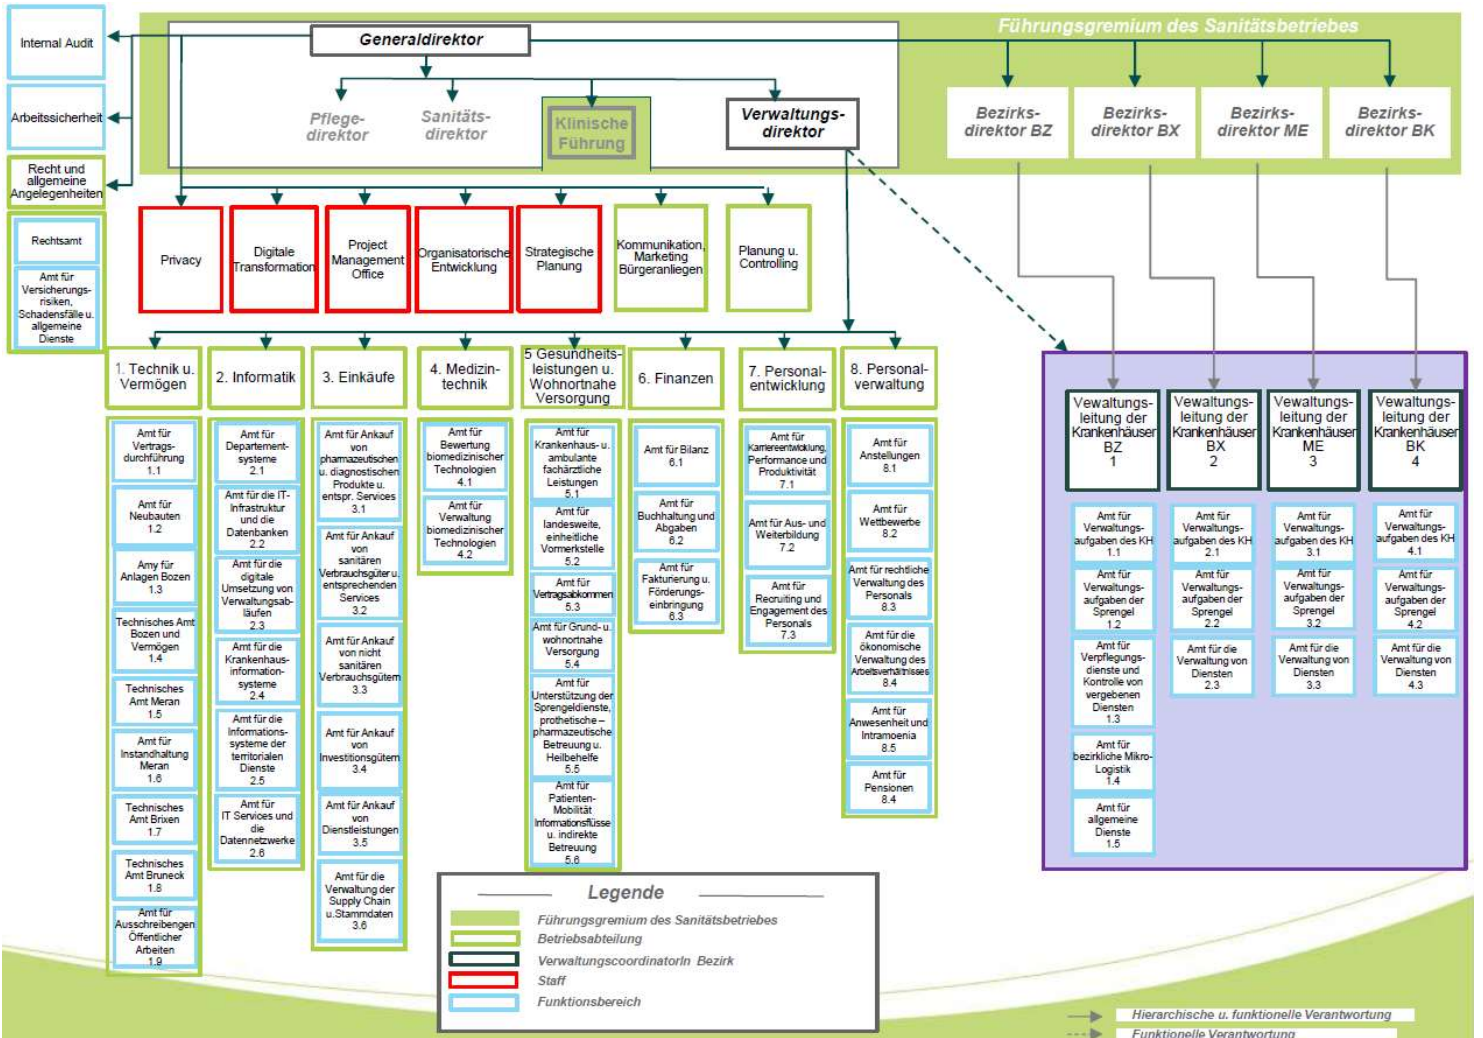 Führungsgremium des Sanitätsbetriebes
Internal Audit
Generaldirektor
Arbeitssicherheit
Pflege-
direktor
Sanitäts-
direktor
Klinische
Führung
Verwaltungs-
direktor
Bezirks-
direktor BZ
Bezirks-
direktor BX
Bezirks-
direktor ME
Bezirks-
direktor BK
Recht und
allgemeine
Angelegenheiten
Rechtsamt
Amt für
Versicherungs-
risiken,
Schadensfälle u.
allgemeine
Dienste
Privacy
Digitale
Transformation
Project
Management
Office
Organisatorische
Entwicklung
Strategische
Planung
Kommunikation,
Marketing
Bürgeranliegen
Planung u.
Controlling
1. Technik u.
Vermögen
Amt für
Vertrags-
durchführung
1.1
Amt für
Neubauten
1.2
Amy für
Anlagen Bozen
1.3
Technisches Amt
Bozen und
Vermögen
1.4
Technisches
Amt Meran
1.5
Amt für
Instandhaltung
Meran
1.6
Technisches
Amt Brixen
1.7
Technisches
Amt Bruneck
1.8
Amt für
Ausschreibengen
Öffentlicher
Arbeiten
1.9
2. Informatik
Amt für
Departement-
systeme
2.1
Amt für die IT-
Infrastruktur
und die
Datenbanken
2.2
Amt für die
digitale
Umsetzung von
Verwaltungsab-
läufen
2.3
Amt für die
Krankenhaus-
information-
systeme
2.4
Amt für die
Informations-
systeme der
territorialen
Dienste
2.5
Amt für
IT Services und
die
Datennetzwerke
2.6
3. Einkäufe
Amt für Ankauf
von
pharmazeutischen
u. diagnostischen
Produkte u.
entspr. Services
3.1
Amt für Ankauf
von
sanitären
Verbrauchsgüter u.
entsprechenden
Services
3.2
Amt für Ankauf
von nicht
sanitären
Verbrauchsgütern
3.3
Amt für Ankauf
von
Investitionsgütern
3.4
Amt für Ankauf
von
Dienstleistungen
3.5
Amt für die
Verwaltung der
Supply Chain
u.Stammdaten
3.6
4. Medizin-
technik
Amt für
Bewertung
biomedizinischer
Technologien
4.1
Amt für
Verwaltung
biomedizinischer
Technologien
4.2
5 Gesundheits-
leistungen u.
Wohnortnahe
Versorgung
Amt für
Krankenhaus- u.
ambulante
fachärztliche
Leistungen
5.1
Amt für
landesweite,
einheitliche
Vormerkstelle
5.2
Amt für
Vertragsabkommen
5.3
Amt für Grund- u.
wohnortnahe
Versorgung
5.4
Amt für
Unterstützung der
Sprengeldienste,
prothetische –
pharmazeutische
Betreuung u.
Heilbehelfe
5.5
Amt für
Patienten-
Mobilität
Informationsflüsse
u. indirekte
Betreuung
5.6
6. Finanzen
Amt für Bilanz
6.1
Amt für
Buchhaltung und
Abgaben
6.2
Amt für
Fakturierung u.
Förderungs-
einbringung
6.3
7. Personal-
entwicklung
Amt für
Karriereentwicklung,
Performance und
Produktivität
7.1
Amt für Aus- und
Weiterbildung
7.2
Amt für
Recruiting und
Engagement des
Personals
7.3
8. Personal-
verwaltung
Amt für
Anstellungen
8.1
Amt für
Wettbewerbe
8.2
Amt für rechtliche
Verwaltung des
Personals
8.3
Amt für die
ökonomische
Verwaltung des
Arbeitsverhältnisses
8.4
Amt für
Anwesenheit und
Intramoenia
8.5
Amt für
Pensionen
8.4
Vewaltungs-
leitung der
Krankenhäuser
BZ
1
Amt für
Verwaltungs-
aufgaben des KH
1.1
Amt für
Verwaltungs-
aufgaben der
Sprengel
1.2
Amt für
Verpflegungs-
dienste und
Kontrolle von
vergebenen
Diensten
1.3
Amt für
bezirkliche Mikro-
Logistik
1.4
Amt für
allgemeine
Dienste
1.5
Vewaltungs-
leitung der
Krankenhäuser
BX
2
Amt für
Verwaltungs-
aufgaben des KH
2.1
Amt für
Verwaltungs-
aufgaben der
Sprengel
2.2
Amt für die
Verwaltung von
Diensten
2.3
Vewaltungs-
leitung der
Krankenhäuser
ME
3
Amt für
Verwaltungs-
aufgaben des KH
3.1
Amt für
Verwaltungs-
aufgaben der
Sprengel
3.2
Amt für die
Verwaltung von
Diensten
3.3
Vewaltungs-
leitung der
Krankenhäuser
BK
4
Amt für
Verwaltungs-
aufgaben des KH
4.1
Amt für
Verwaltungs-
aufgaben der
Sprengel
4.2
Amt für die
Verwaltung von
Diensten
4.3
Legende
Führungsgremium des Sanitätsbetriebes
Betriebsabteilung
VerwaltungscoordinatorIn Bezirk
Staff
Funktionsbereich
Hierarchische u. funktionelle Verantwortung
Funktionelle Verantwortung